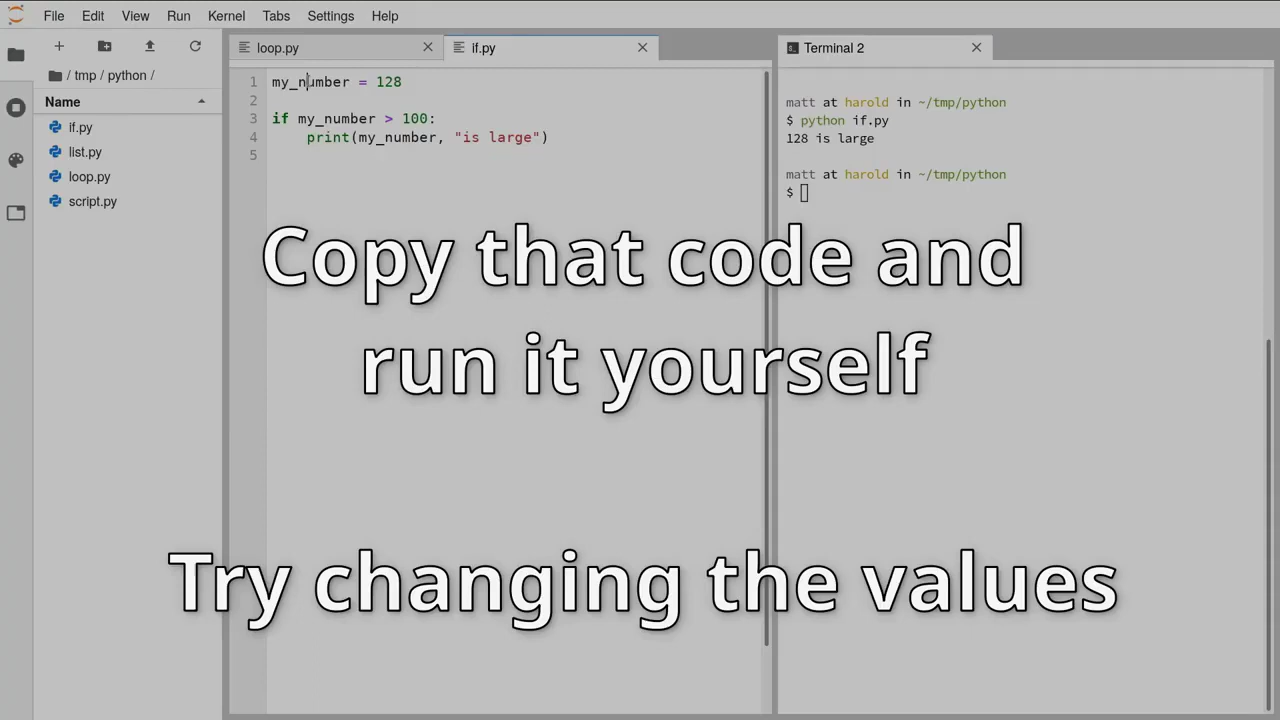 File Edit View Run Kernel Tabs Settings Help
/ tmp / python /
Name
if.py
list.py
loop.py
script.py
loop.py
if.py
1 my_number = 128
2
3 if my_number > 100:
4     print(my_number, "is large")
5
Terminal 2
matt at harold in ~/tmp/python
$ python if.py
128 is large
matt at harold in ~/tmp/python
$
Copy that code and
run it yourself
Try changing the values